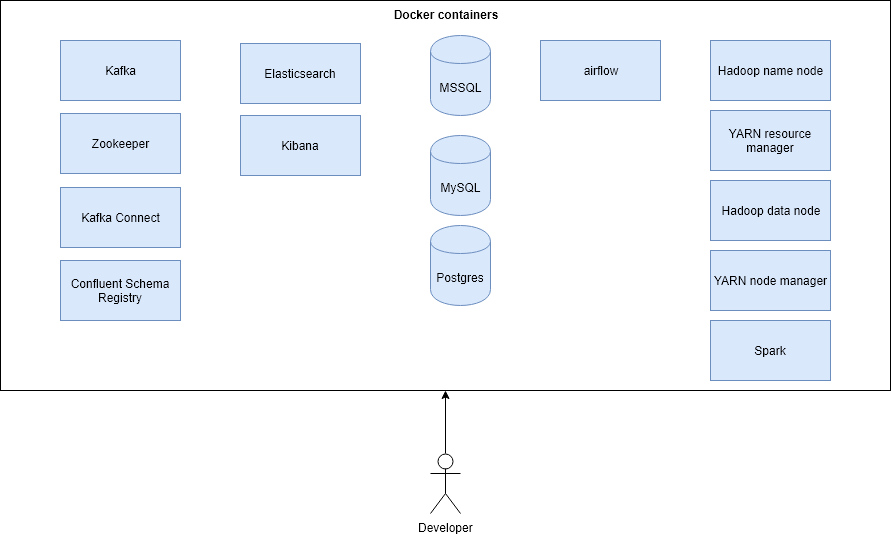 Docker containers
Kafka
Zookeeper
Kafka Connect
Confluent Schema
Registry
Elasticsearch
Kibana
MSSQL
MySQL
Postgres
airflow
Hadoop name node
YARN resource
manager
Hadoop data node
YARN node manager
Spark
Developer